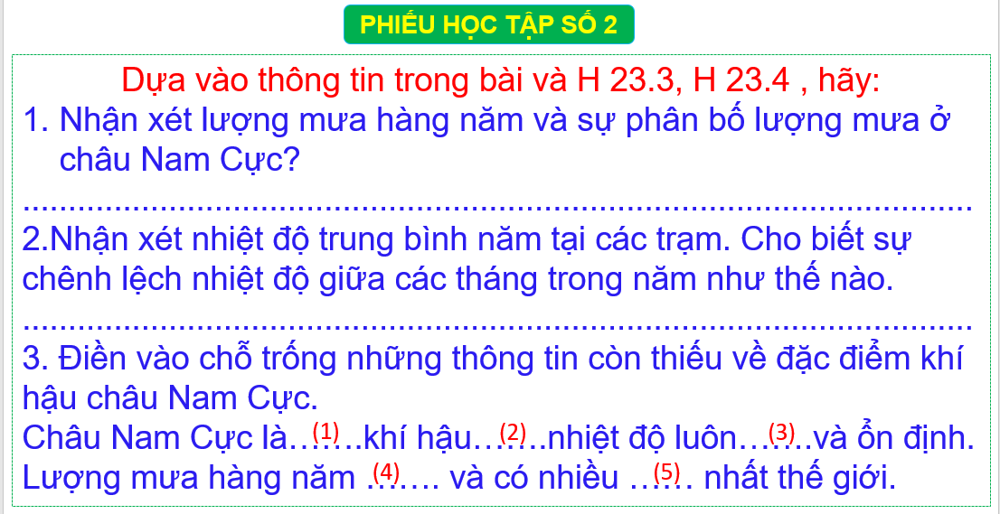 PHIẾU HỌC TẬP SỐ 2
Dựa vào thông tin trong bài và H 23.3, H 23.4 , hãy:
1. Nhận xét lượng mưa hàng năm và sự phân bố lượng mưa ở
châu Nam Cực?
........................................................................................................
2.Nhận xét nhiệt độ trung bình năm tại các trạm. Cho biết sự
chênh lệch nhiệt độ giữa các tháng trong năm như thế nào.
........................................................................................................
3. Điền vào chỗ trống những thông tin còn thiếu về đặc điểm khí
hậu châu Nam Cực.
Châu Nam Cực là...(1)...khí hậu...(2)...nhiệt độ luôn...(3)...và ổn định.
Lượng mưa hàng năm ...(4)... và có nhiều ...(5)... nhất thế giới.